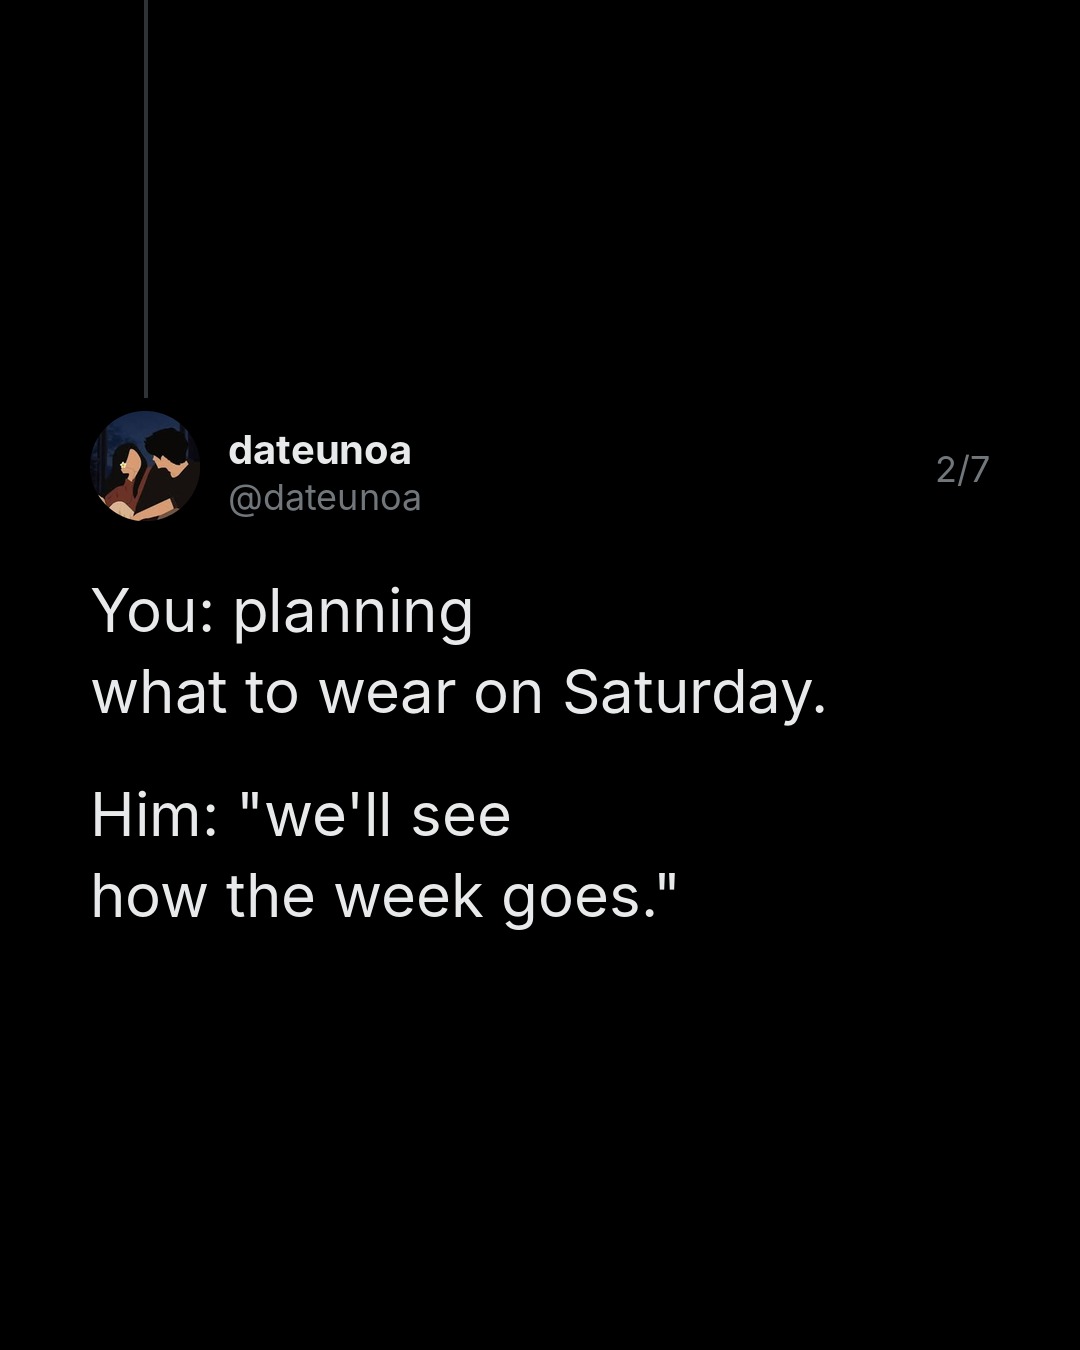 dateunoa
@dateunoa
2/7
You: planning
what to wear on Saturday.
Him: "we'll see
how the week goes."